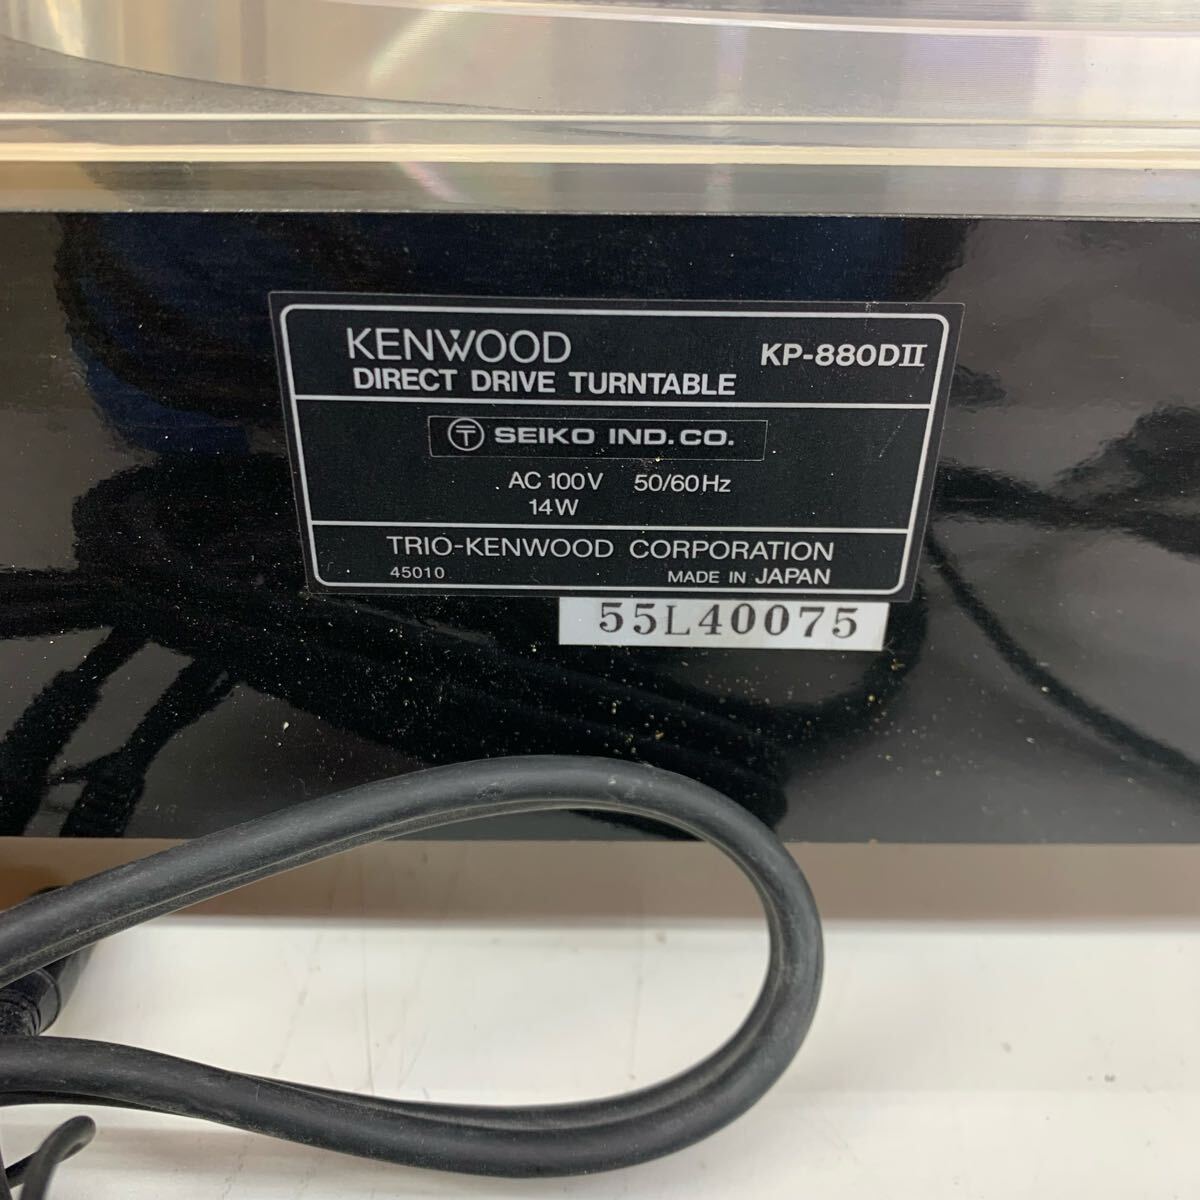 KENWOOD KP-880DII
DIRECT DRIVE TURNTABLE
〒 SEIKO IND.CO.
AC 100V 50/60Hz
14W
TRIO-KENWOOD CORPORATION
45010 MADE IN JAPAN
55L40075